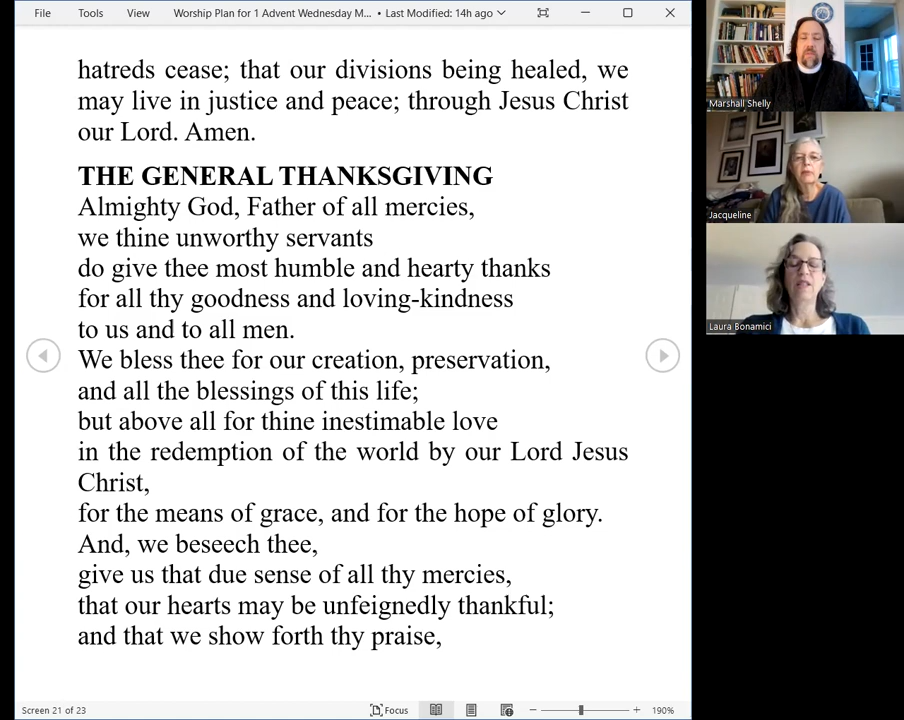 File Tools View Worship Plan for 1 Advent Wednesday M... • Last Modified: 14h ago
hatreds cease; that our divisions being healed, we
may live in justice and peace; through Jesus Christ
our Lord. Amen.
THE GENERAL THANKSGIVING
Almighty God, Father of all mercies,
we thine unworthy servants
do give thee most humble and hearty thanks
for all thy goodness and loving-kindness
to us and to all men.
We bless thee for our creation, preservation,
and all the blessings of this life;
but above all for thine inestimable love
in the redemption of the world by our Lord Jesus
Christ,
for the means of grace, and for the hope of glory.
And, we beseech thee,
give us that due sense of all thy mercies,
that our hearts may be unfeignedly thankful;
and that we show forth thy praise,
Screen 21 of 23 Focus 190%
Marshall Shelly
Jacqueline
Laura Bonamici